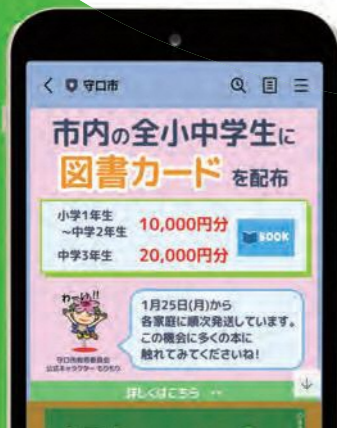 守口市
市内の全小中学生に
図書カード を配布
小学1年生
～中学2年生
10,000円分
中学3年生
20,000円分
BOOK
わーい!!
1月25日(月)から
各家庭に順次発送しています。
この機会に多くの本に
触れてみてくださいね!
守口市教育委員会
公式キャラクター もりもり
詳しくはこちら